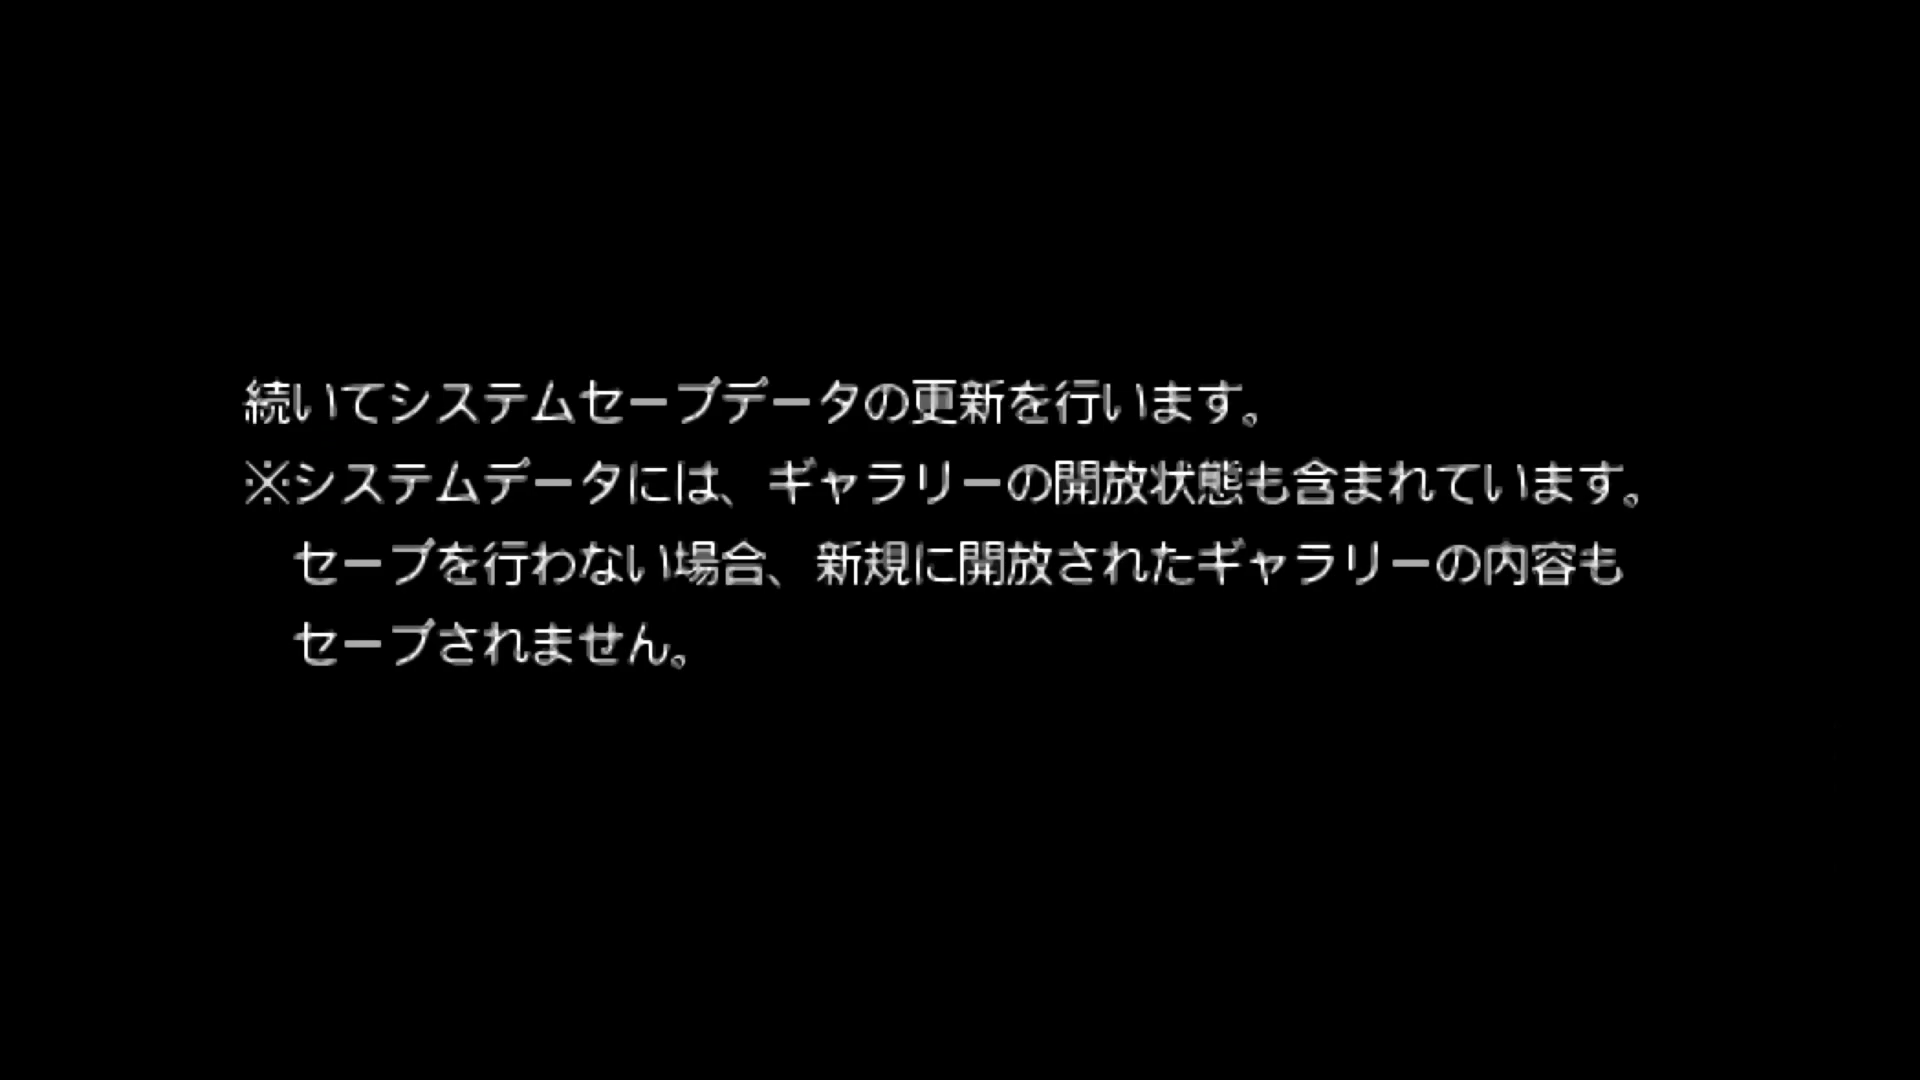 続いてシステムセーブデータの更新を行います。
※システムデータには、ギャラリーの開放状態も含まれています。
セーブを行わない場合、新規に開放されたギャラリーの内容も
セーブされません。